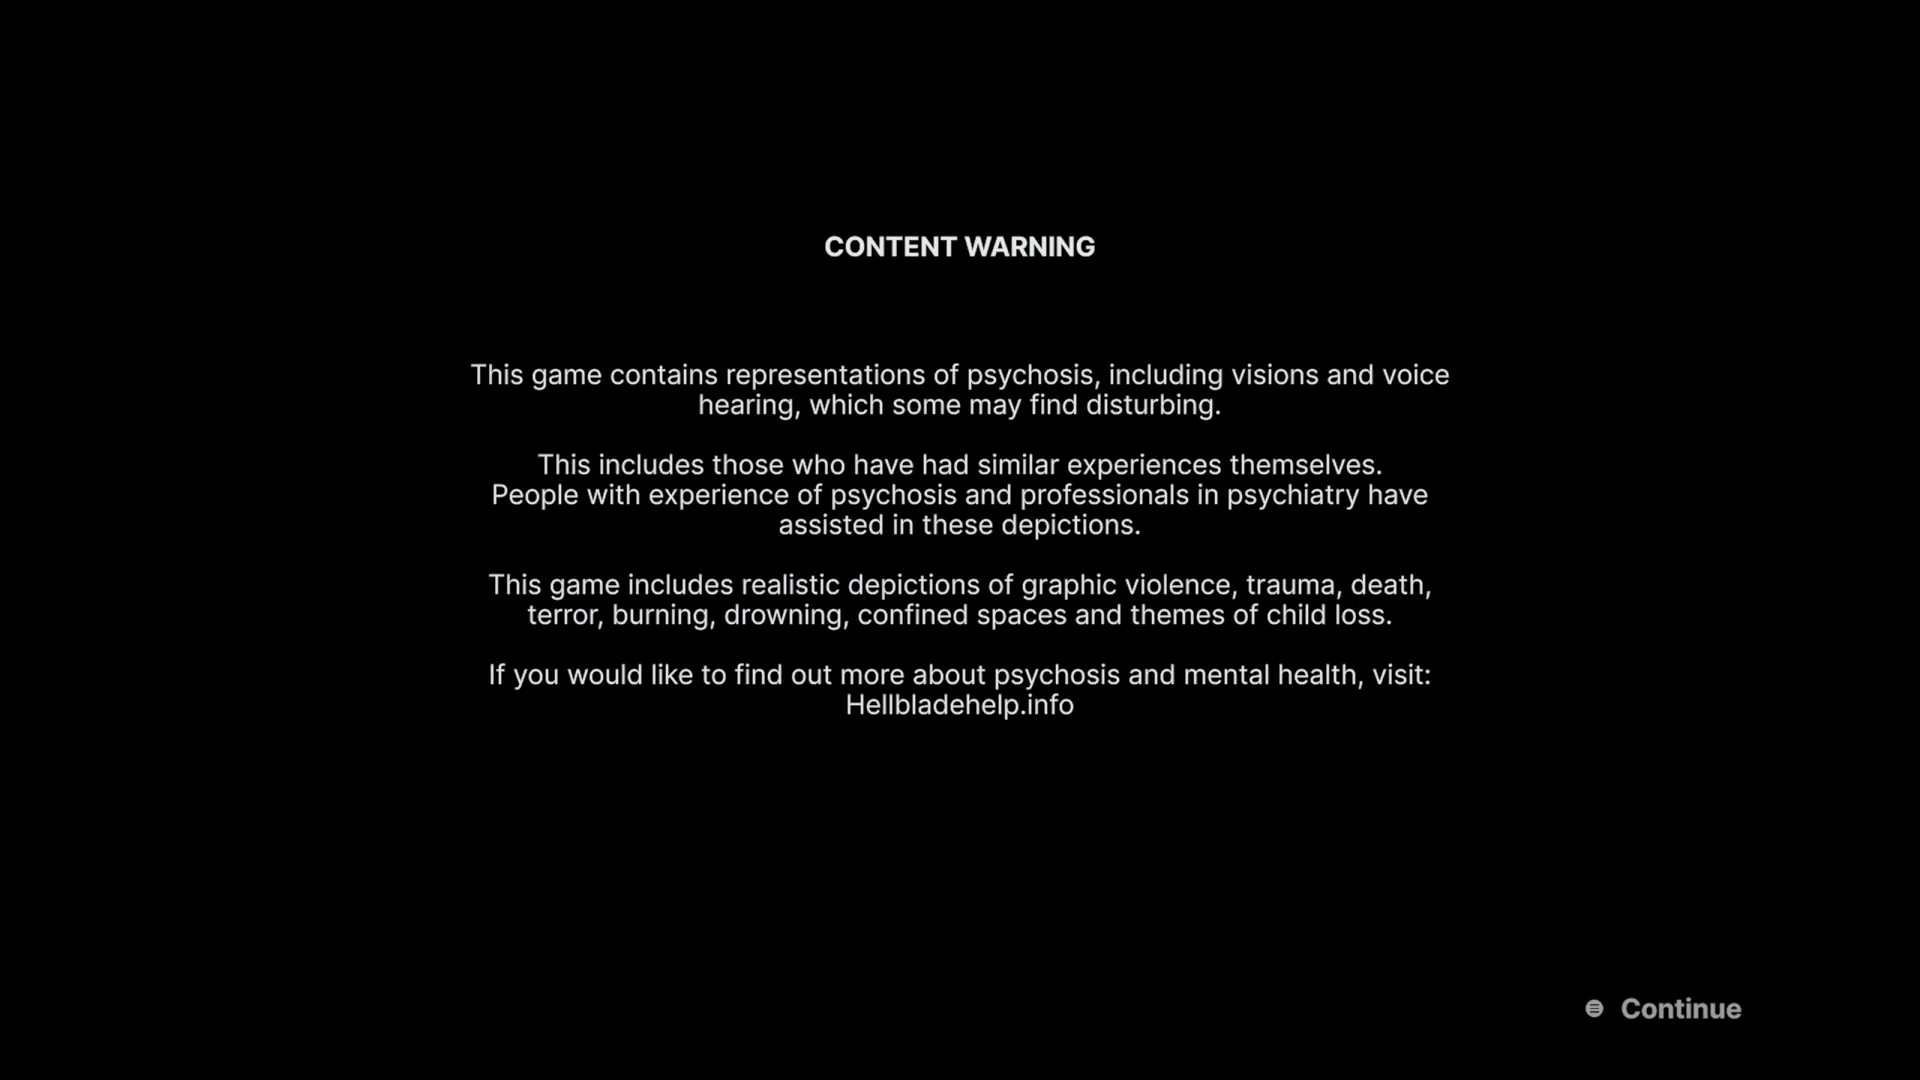 CONTENT WARNING
This game contains representations of psychosis, including visions and voice
hearing, which some may find disturbing.
This includes those who have had similar experiences themselves.
People with experience of psychosis and professionals in psychiatry have
assisted in these depictions.
This game includes realistic depictions of graphic violence, trauma, death,
terror, burning, drowning, confined spaces and themes of child loss.
If you would like to find out more about psychosis and mental health, visit:
Hellbladehelp.info
Continue